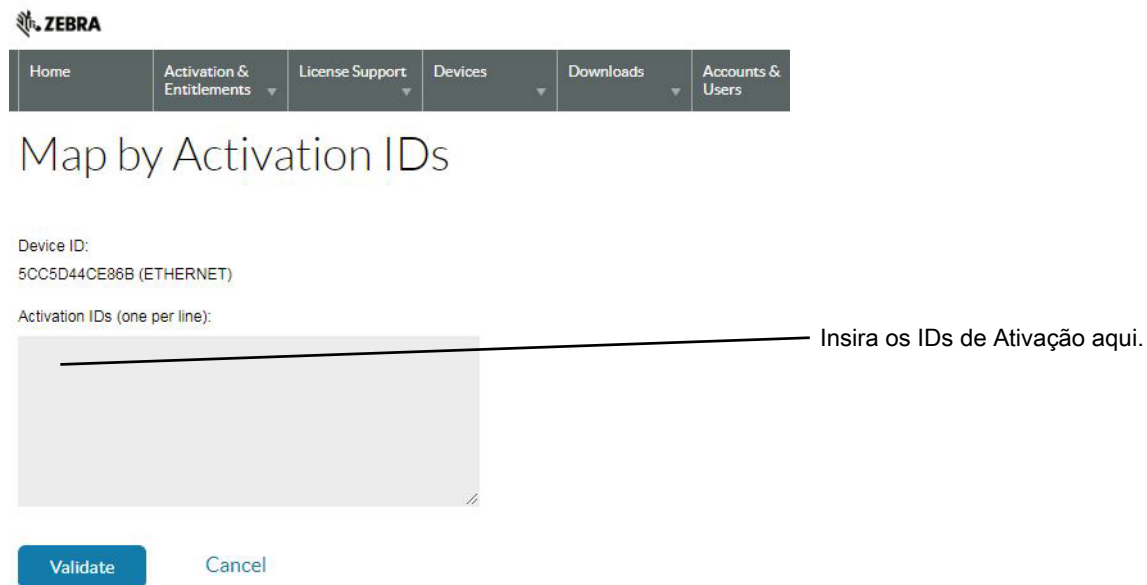 ZEBRA
Home
Activation &
Entitlements
License Support
Devices
Downloads
Accounts &
Users
Map by Activation IDs
Device ID:
5CC5D44CE86B (ETHERNET)
Activation IDs (one per line):
Insira os IDs de Ativação aqui.
Validate
Cancel